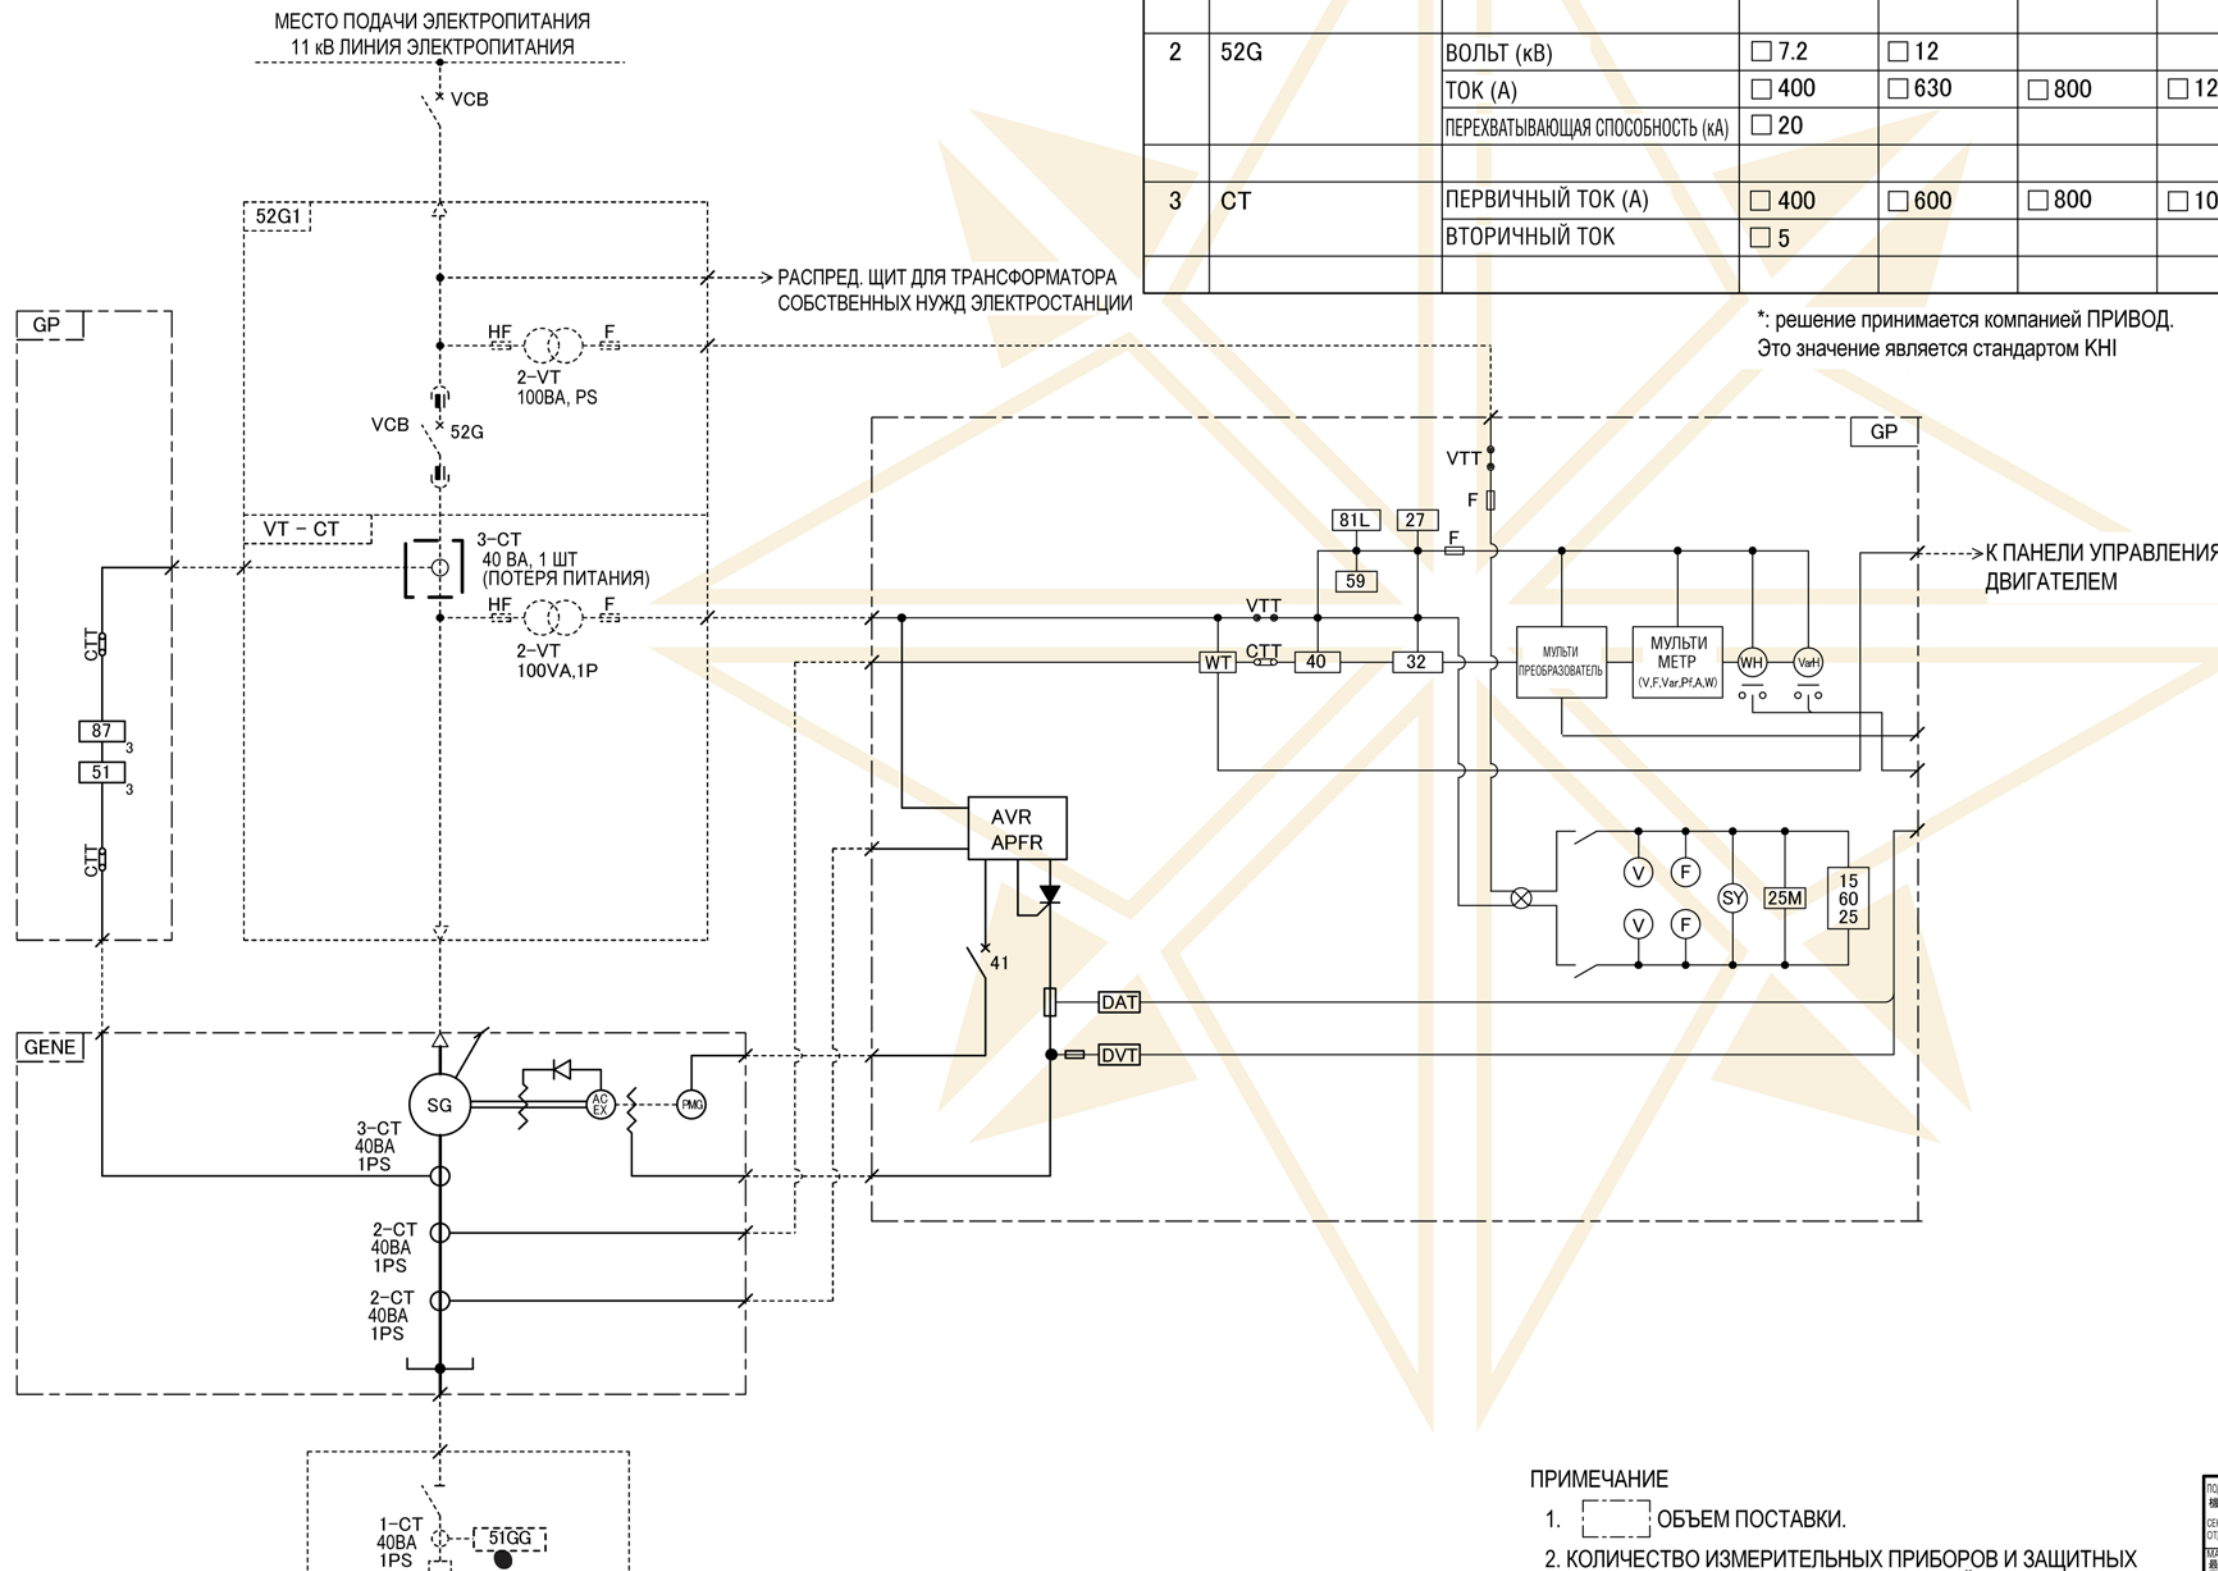 МЕСТО ПОДАЧИ ЭЛЕКТРОПИТАНИЯ
11 кВ ЛИНИЯ ЭЛЕКТРОПИТАНИЯ
VCB
2 52G ВОЛЬТ (кВ) 7.2 12
ТОК (А) 400 630 800 12
ПЕРЕХВАТЫВАЮЩАЯ СПОСОБНОСТЬ (кА) 20
3 CT ПЕРВИЧНЫЙ ТОК (А) 400 600 800 10
ВТОРИЧНЫЙ ТОК 5
*: решение принимается компанией ПРИВОД.
Это значение является стандартом KHI
52G1
РАСПРЕД. ЩИТ ДЛЯ ТРАНСФОРМАТОРА
СОБСТВЕННЫХ НУЖД ЭЛЕКТРОСТАНЦИИ
HF F
2-VT
100ВА, PS
VCB 52G
VT - CT
3-CT
40 ВА, 1 ШТ
(ПОТЕРЯ ПИТАНИЯ)
HF F
2-VT
100VA,1P
GP
CTT
87
3
51
3
CTT
GP
VTT
F
81L 27
F
59
VTT
WT CTT 40 32
МУЛЬТИ
ПРЕОБРАЗОВАТЕЛЬ
МУЛЬТИ
МЕТР
(V,F,Var,Pf,A,W)
WH VarH
К ПАНЕЛИ УПРАВЛЕНИЯ
ДВИГАТЕЛЕМ
AVR
APFR
41
DAT
DVT
V F SY 25M
V F
15
60
25
GENE
SG
AC
EX
PMG
3-CT
40ВА
1PS
2-CT
40ВА
1PS
2-CT
40ВА
1PS
1-CT
40ВА
1PS
51GG
ПРИМЕЧАНИЕ
1. ОБЪЕМ ПОСТАВКИ.
2. КОЛИЧЕСТВО ИЗМЕРИТЕЛЬНЫХ ПРИБОРОВ И ЗАЩИТНЫХ